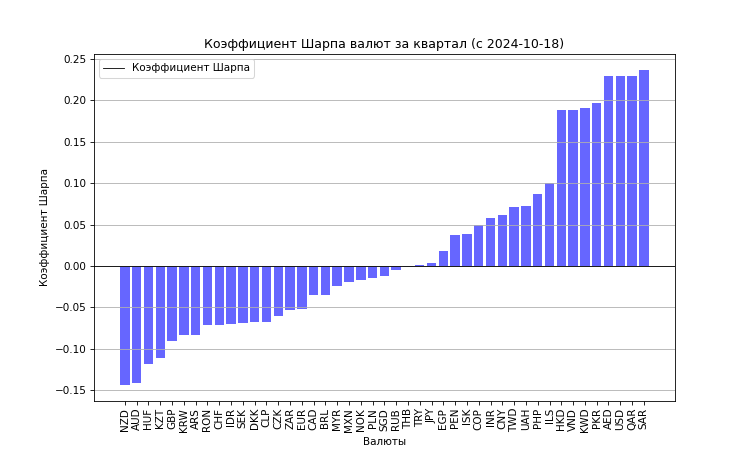 Коэффициент Шарпа валют за квартал (с 2024-10-18)
Коэффициент Шарпа
Коэффициент Шарпа
0.25
0.20
0.15
0.10
0.05
0.00
−0.05
−0.10
−0.15
NZD
AUD
HUF
KZT
GBP
KRW
ARS
RON
CHF
IDR
SEK
DKK
CLP
CZK
ZAR
EUR
CAD
BRL
MYR
MXN
NOK
PLN
SGD
RUB
THB
TRY
JPY
EGP
PEN
ISK
COP
INR
CNY
TWD
UAH
PHP
ILS
HKD
VND
KWD
PKR
AED
USD
QAR
SAR
Валюты